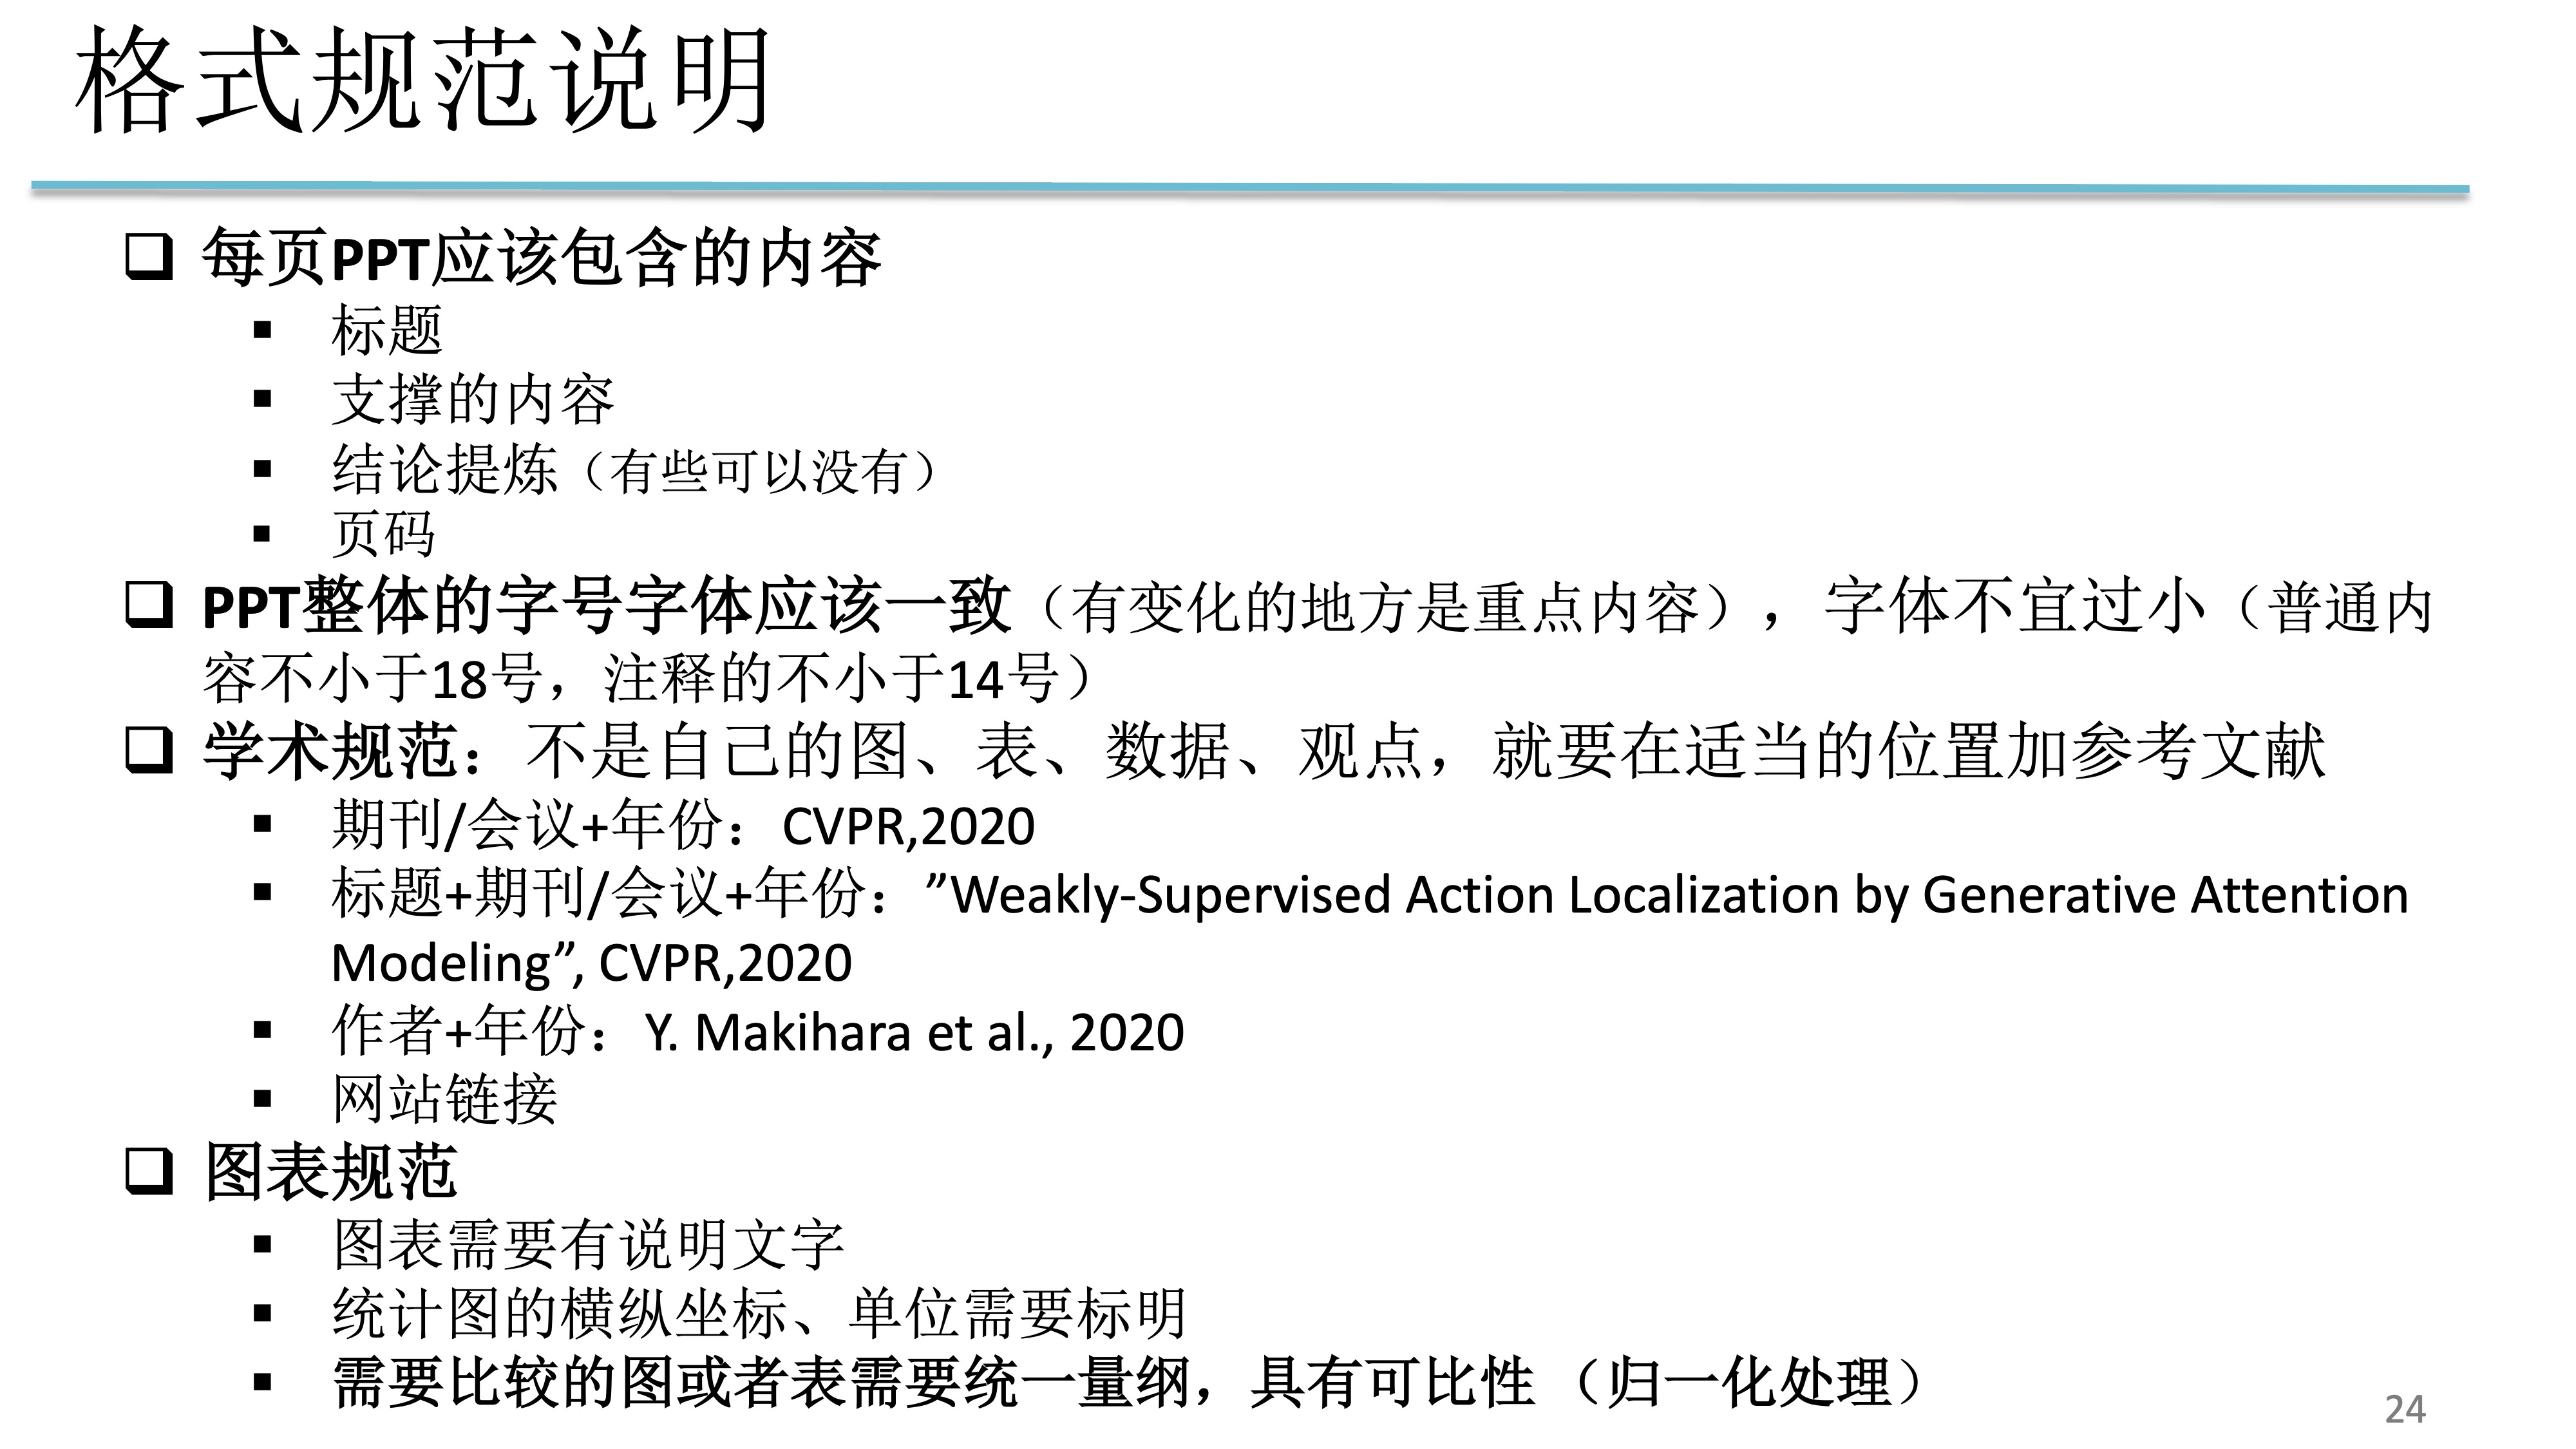 格式规范说明
每页PPT应该包含的内容
标题
支撑的内容
结论提炼（有些可以没有）
页码
PPT整体的字号字体应该一致（有变化的地方是重点内容），字体不宜过小（普通内
容不小于18号，注释的不小于14号）
学术规范：不是自己的图、表、数据、观点，就要在适当的位置加参考文献
期刊/会议+年份：CVPR,2020
标题+期刊/会议+年份：”Weakly-Supervised Action Localization by Generative Attention
Modeling”, CVPR,2020
作者+年份：Y. Makihara et al., 2020
网站链接
图表规范
图表需要有说明文字
统计图的横纵坐标、单位需要标明
需要比较的图或者表需要统一量纲，具有可比性（归一化处理）
24